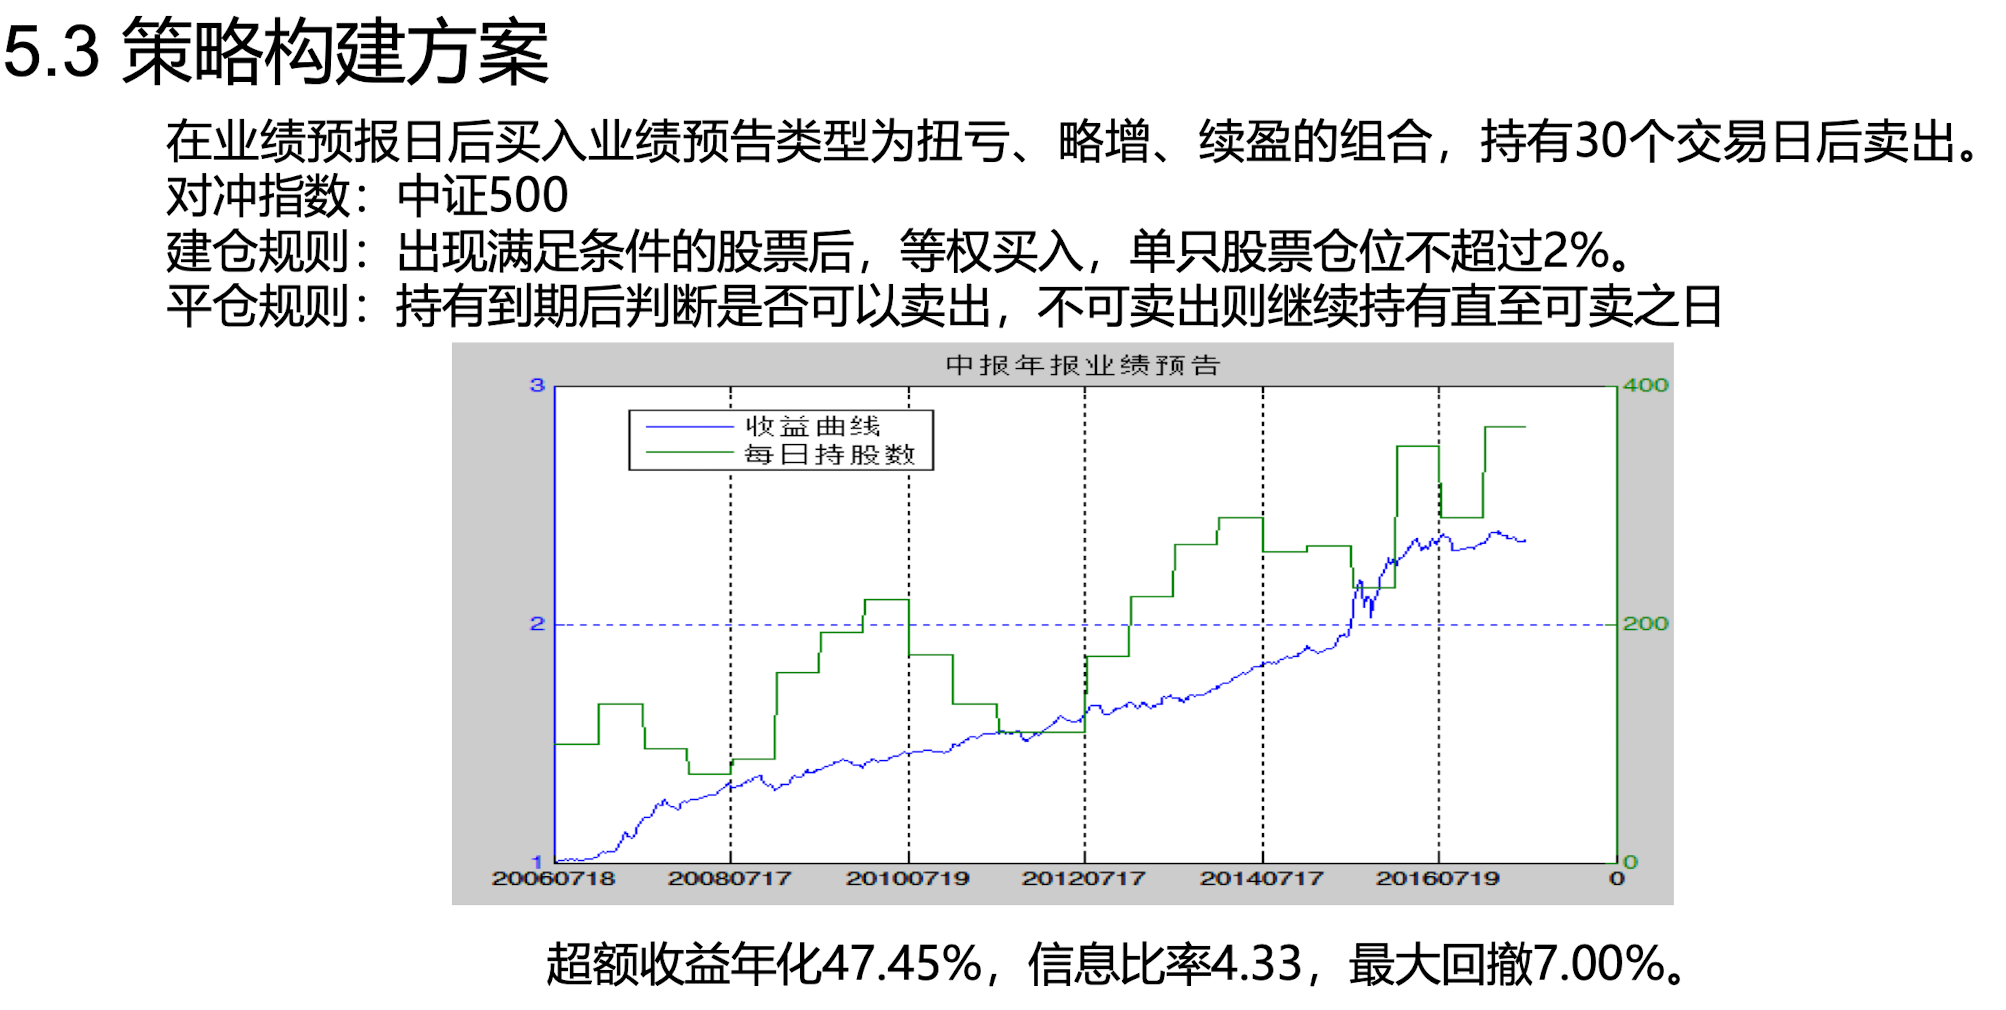 5.3 策略构建方案
在业绩预报日后买入业绩预告类型为扭亏、略增、续盈的组合，持有30个交易日后卖出。
对冲指数：中证500
建仓规则：出现满足条件的股票后，等权买入，单只股票仓位不超过2%。
平仓规则：持有到期后判断是否可以卖出，不可卖出则继续持有直至可卖之日
中报年报业绩预告
3
400
收益曲线
每日持股数
2
200
1
0
20060718 20080717 20100719 20120717 20140717 20160719 0
超额收益年化47.45%，信息比率4.33，最大回撤7.00%。